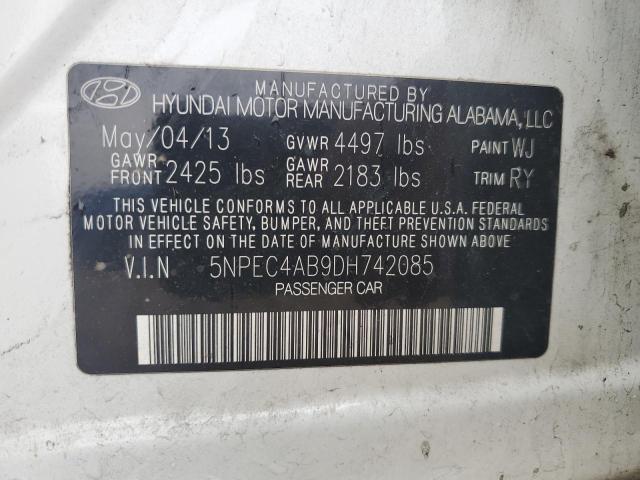 MANUFACTURED BY
HYUNDAI MOTOR MANUFACTURING ALABAMA, LLC
May/04/13 GVWR 4497 lbs PAINT WJ
GAWR FRONT 2425 lbs GAWR REAR 2183 lbs TRIM RY
THIS VEHICLE CONFORMS TO ALL APPLICABLE U.S.A. FEDERAL
MOTOR VEHICLE SAFETY, BUMPER, AND THEFT PREVENTION STANDARDS
IN EFFECT ON THE DATE OF MANUFACTURE SHOWN ABOVE.
V.I.N 5NPEC4AB9DH742085
PASSENGER CAR